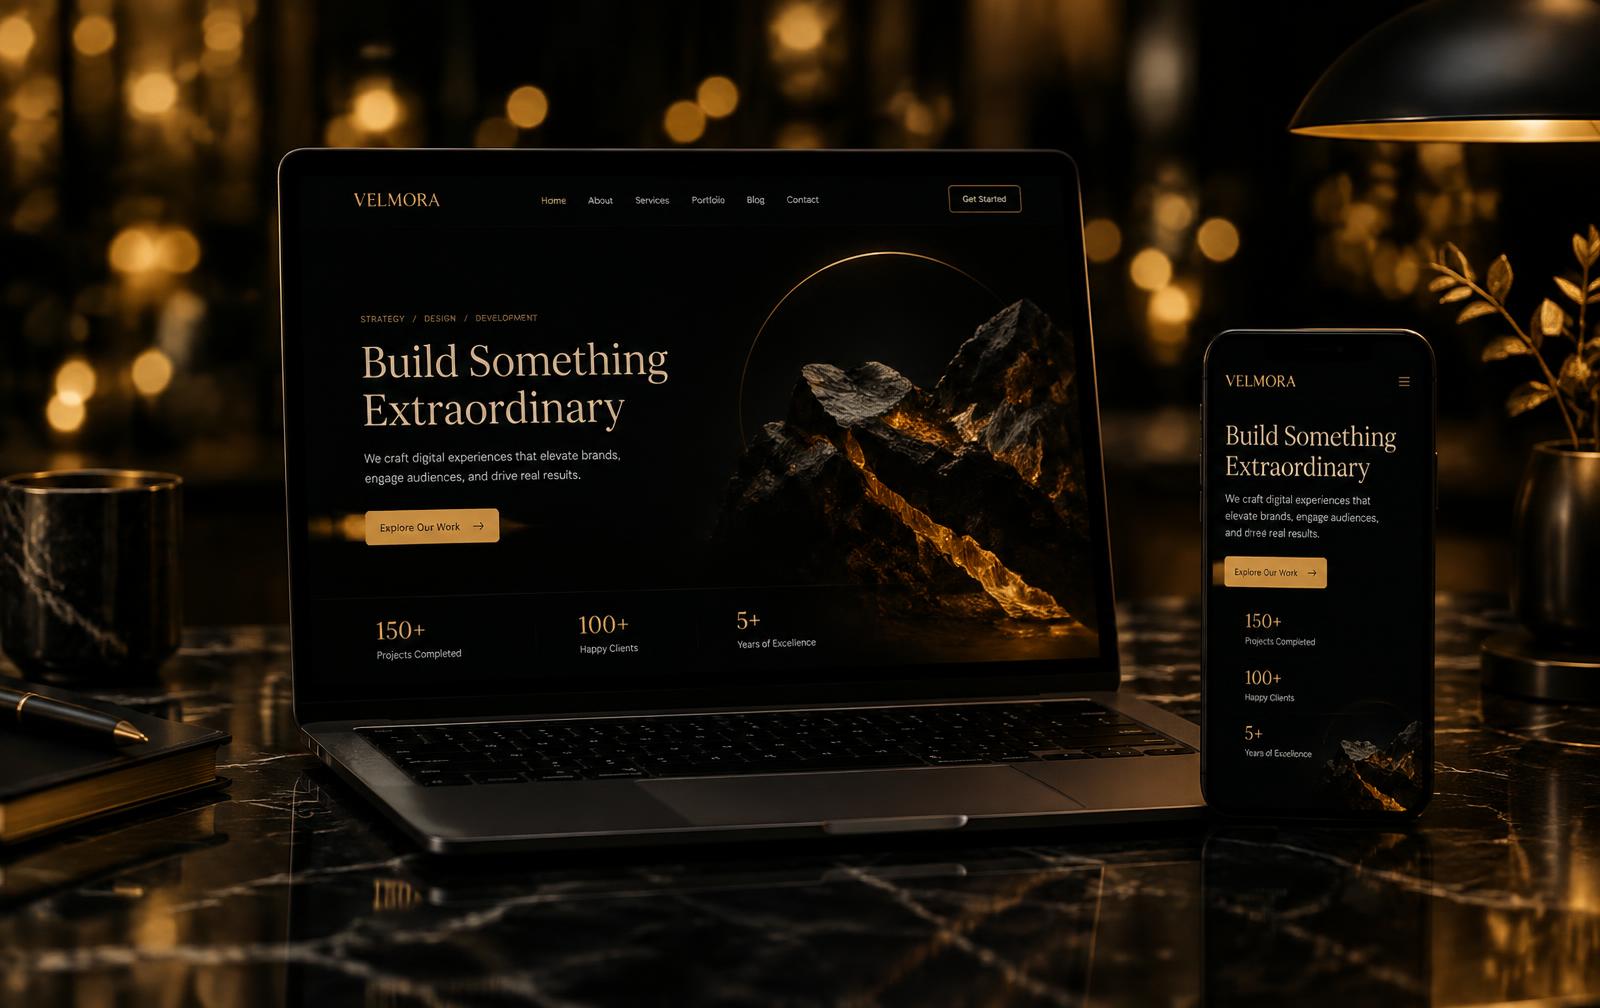 VELMORA
Home About Services Portfolio Blog Contact
Get Started
STRATEGY / DESIGN / DEVELOPMENT
Build Something
Extraordinary
We craft digital experiences that elevate brands,
engage audiences, and drive real results.
Explore Our Work →
150+
Projects Completed
100+
Happy Clients
5+
Years of Excellence
VELMORA
Build Something
Extraordinary
We craft digital experiences that
elevate brands, engage audiences,
and real results.
Explore Our Work →
150+
Projects Completed
100+
Happy Clients
5+
Years of Excellence